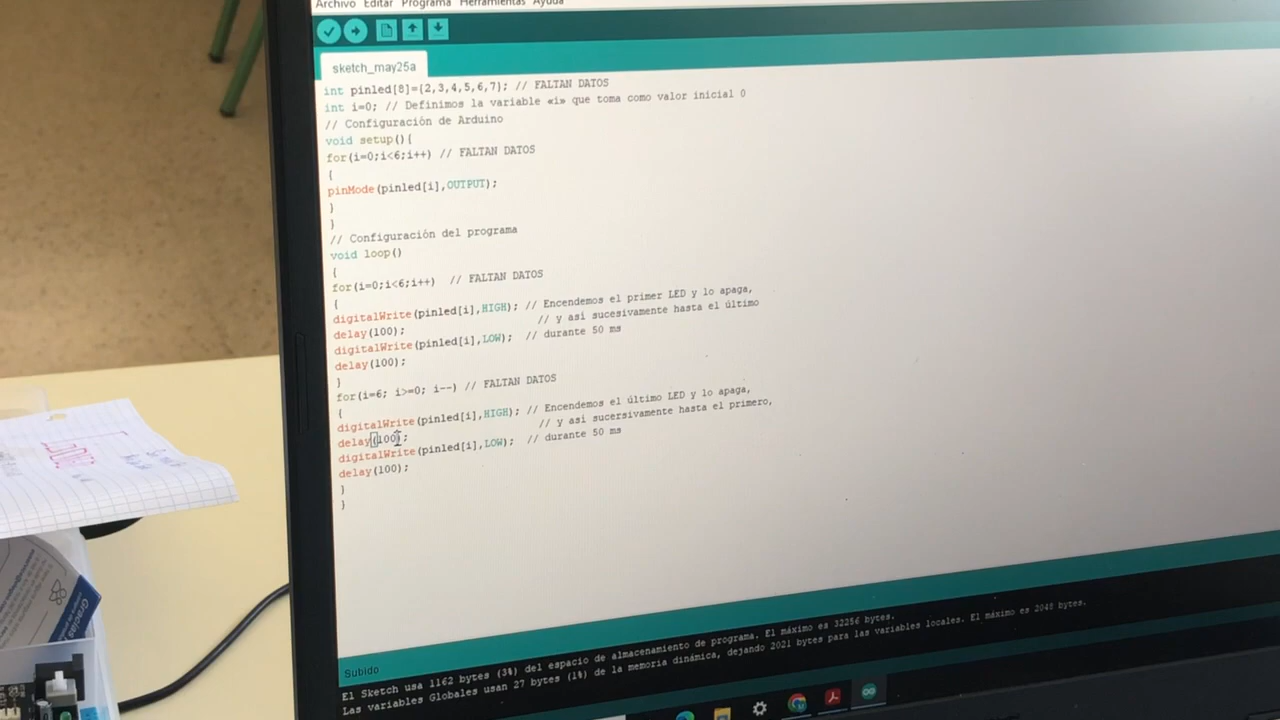 Archivo Editar Programa Herramientas Ayuda
sketch_may25a
int pinled[8]={2,3,4,5,6,7}; // FALTAN DATOS
int i=0; // Definimos la variable «i» que toma como valor inicial 0
// Configuración de Arduino
void setup(){
for(i=0;i<6;i++) // FALTAN DATOS
{
pinMode(pinled[i],OUTPUT);
}
}
// Configuración del programa
void loop()
{
for(i=0;i<6;i++) // FALTAN DATOS
{
digitalWrite(pinled[i],HIGH); // Encendemos el primer LED y lo apaga,
delay(100); // y así sucesivamente hasta el último
digitalWrite(pinled[i],LOW); // durante 50 ms
delay(100);
}
for(i=6; i>=0; i--) // FALTAN DATOS
{
digitalWrite(pinled[i],HIGH); // Encendemos el último LED y lo apaga,
delay(100); // y así sucersivamente hasta el primero,
digitalWrite(pinled[i],LOW); // durante 50 ms
delay(100);
}
}
Subido
El Sketch usa 1162 bytes (3%) del espacio de almacenamiento de programa. El máximo es 32256 bytes.
Las variables Globales usan 27 bytes (1%) de la memoria dinámica, dejando 2021 bytes para las variables locales. El máximo es 2048 bytes.
Gracias